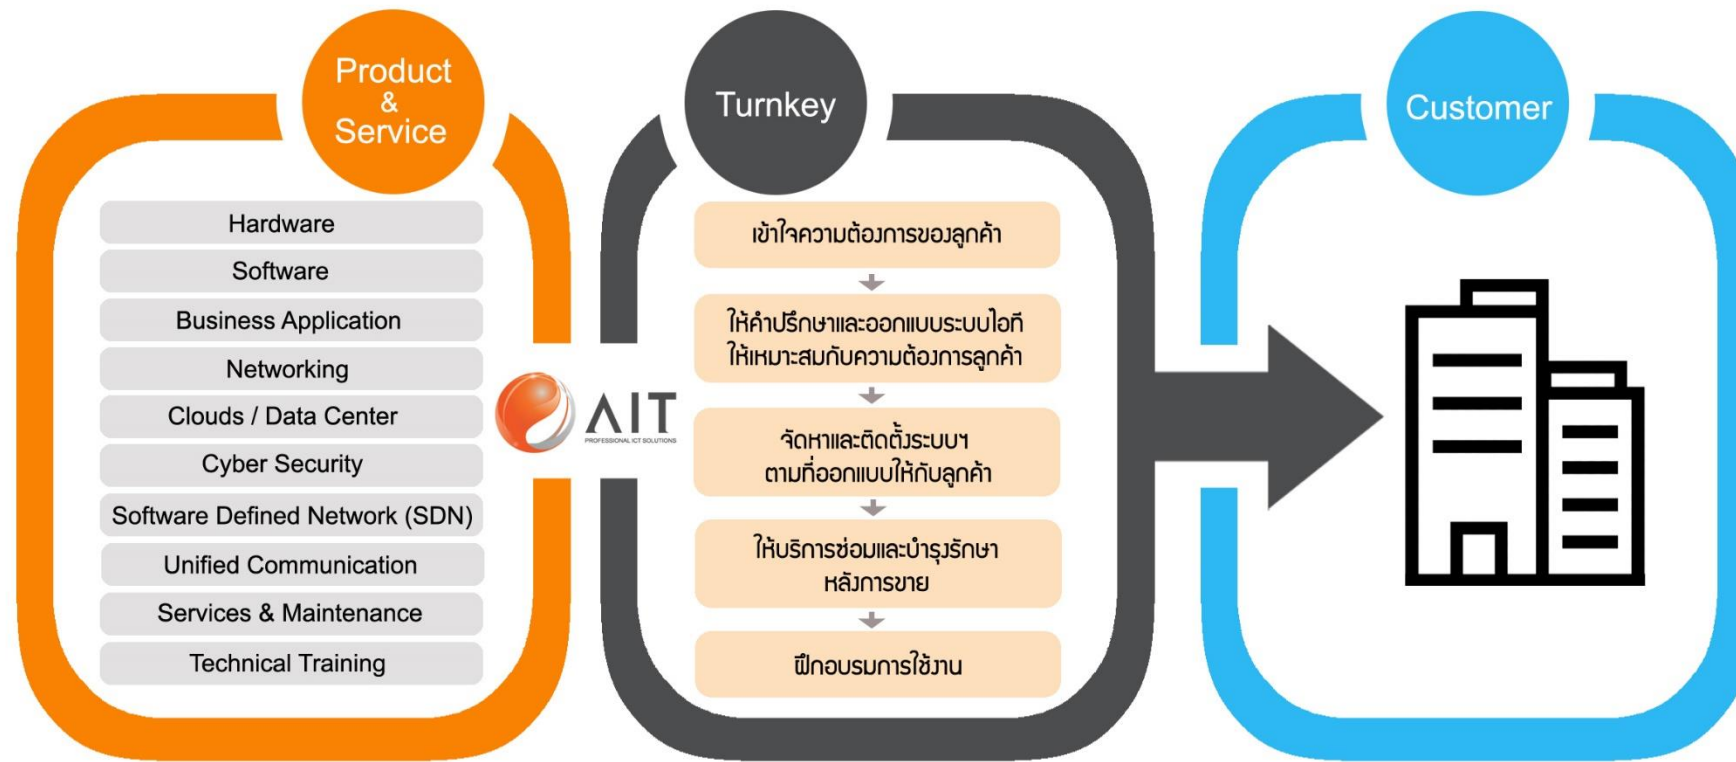 Product
&
Service
Hardware
Software
Business Application
Networking
Clouds / Data Center
Cyber Security
Software Defined Network (SDN)
Unified Communication
Services & Maintenance
Technical Training
AIT
PROFESSIONAL ICT SOLUTIONS
Turnkey
เข้าใจความต้องการของลูกค้า
ให้คำปรึกษาและออกแบบระบบไอที
ให้เหมาะสมกับความต้องการลูกค้า
จัดหาและติดตั้งระบบฯ
ตามที่ออกแบบให้กับลูกค้า
ให้บริการซ่อมและบำรุงรักษา
หลังการขาย
ฝึกอบรมการใช้งาน
Customer